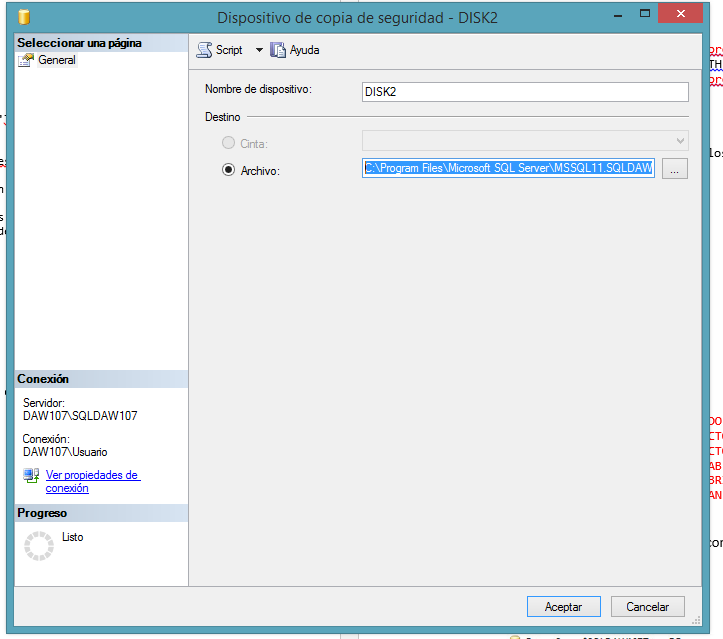 Dispositivo de copia de seguridad - DISK2
Seleccionar una página
General
Script
Ayuda
Nombre de dispositivo:
DISK2
Destino
Cinta:
Archivo:
C:\Program Files\Microsoft SQL Server\MSSQL11.SQLDAW
...
Conexión
Servidor:
DAW107\SQLDAW107
Conexión:
DAW107\Usuario
Ver propiedades de
conexión
Progreso
Listo
Aceptar
Cancelar